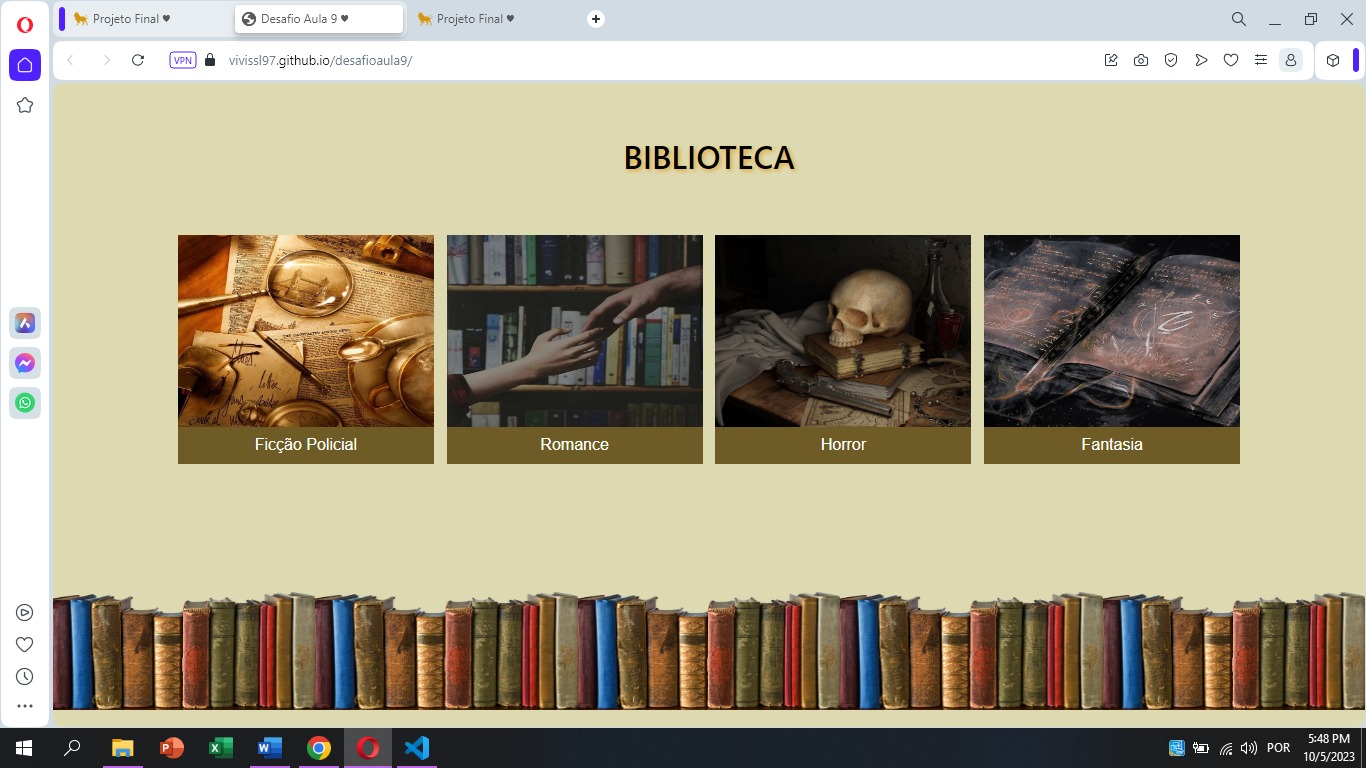 Projeto Final ♥
Desafio Aula 9 ♥
Projeto Final ♥
VPN
vivissl97.github.io/desafioaula9/
BIBLIOTECA
Ficção Policial
Romance
Horror
Fantasia
POR
5:48 PM
10/5/2023